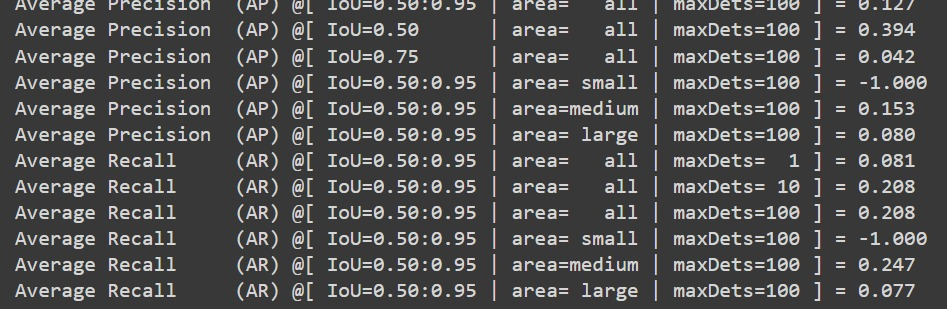 Average Precision  (AP) @[ IoU=0.50:0.95 | area=   all | maxDets=100 ] = 0.127
Average Precision  (AP) @[ IoU=0.50      | area=   all | maxDets=100 ] = 0.394
Average Precision  (AP) @[ IoU=0.75      | area=   all | maxDets=100 ] = 0.042
Average Precision  (AP) @[ IoU=0.50:0.95 | area= small | maxDets=100 ] = -1.000
Average Precision  (AP) @[ IoU=0.50:0.95 | area=medium | maxDets=100 ] = 0.153
Average Precision  (AP) @[ IoU=0.50:0.95 | area= large | maxDets=100 ] = 0.080
Average Recall     (AR) @[ IoU=0.50:0.95 | area=   all | maxDets=  1 ] = 0.081
Average Recall     (AR) @[ IoU=0.50:0.95 | area=   all | maxDets= 10 ] = 0.208
Average Recall     (AR) @[ IoU=0.50:0.95 | area=   all | maxDets=100 ] = 0.208
Average Recall     (AR) @[ IoU=0.50:0.95 | area= small | maxDets=100 ] = -1.000
Average Recall     (AR) @[ IoU=0.50:0.95 | area=medium | maxDets=100 ] = 0.247
Average Recall     (AR) @[ IoU=0.50:0.95 | area= large | maxDets=100 ] = 0.077